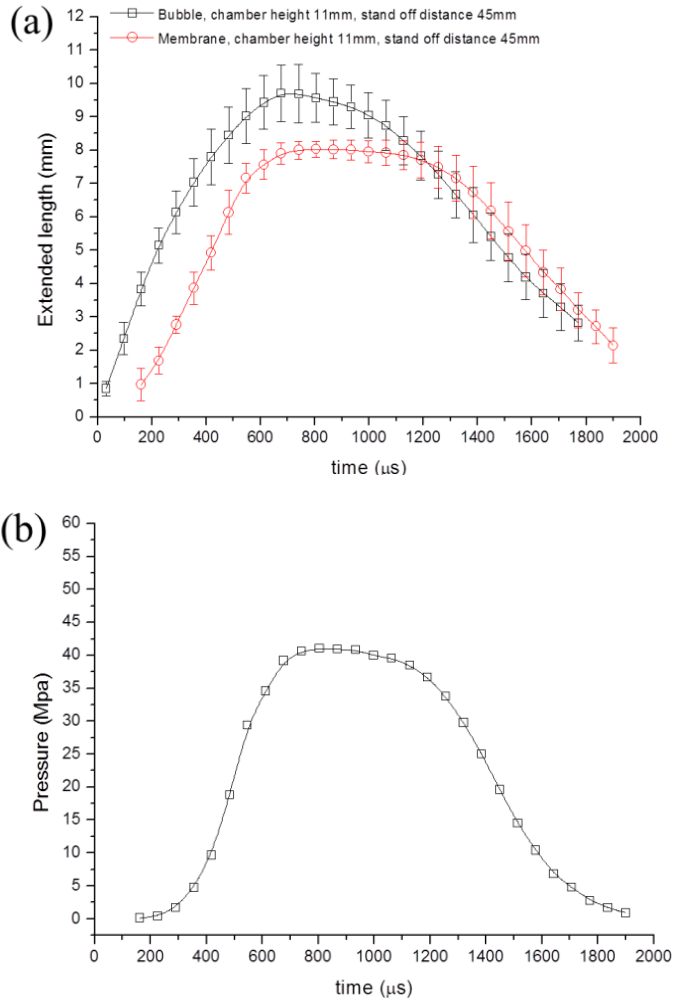 (a)
Bubble, chamber height 11mm, stand off distance 45mm
Membrane, chamber height 11mm, stand off distance 45mm
12
11
10
9
8
7
6
5
4
3
2
1
0
Extended length (mm)
0 200 400 600 800 1000 1200 1400 1600 1800 2000
time (μs)
(b)
60
55
50
45
40
35
30
25
20
15
10
5
0
Pressure (Mpa)
0 200 400 600 800 1000 1200 1400 1600 1800 2000
time (μs)